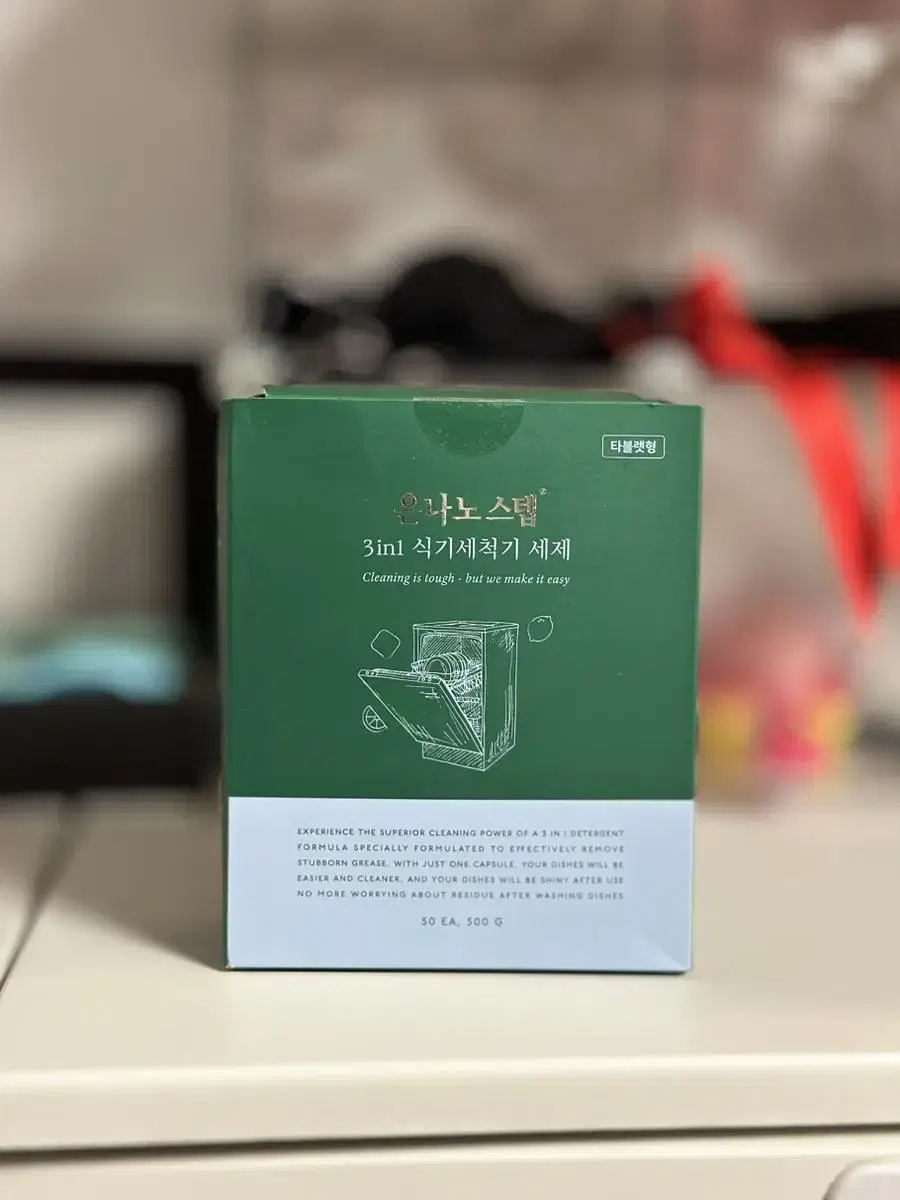 타블렛형
은나노 스텝®
3in1 식기세척기 세제
Cleaning is tough - but we make it easy
EXPERIENCE THE SUPERIOR CLEANING POWER OF A 3 IN 1 DETERGENT
FORMULA SPECIALLY FORMULATED TO EFFECTIVELY REMOVE
STUBBORN GREASE. WITH JUST ONE CAPSULE, YOUR DISHES WILL BE
EASIER AND CLEANER, AND YOUR DISHES WILL BE SHINY AFTER USE
NO MORE WORRYING ABOUT RESIDUE AFTER WASHING DISHES
50 EA, 500 G